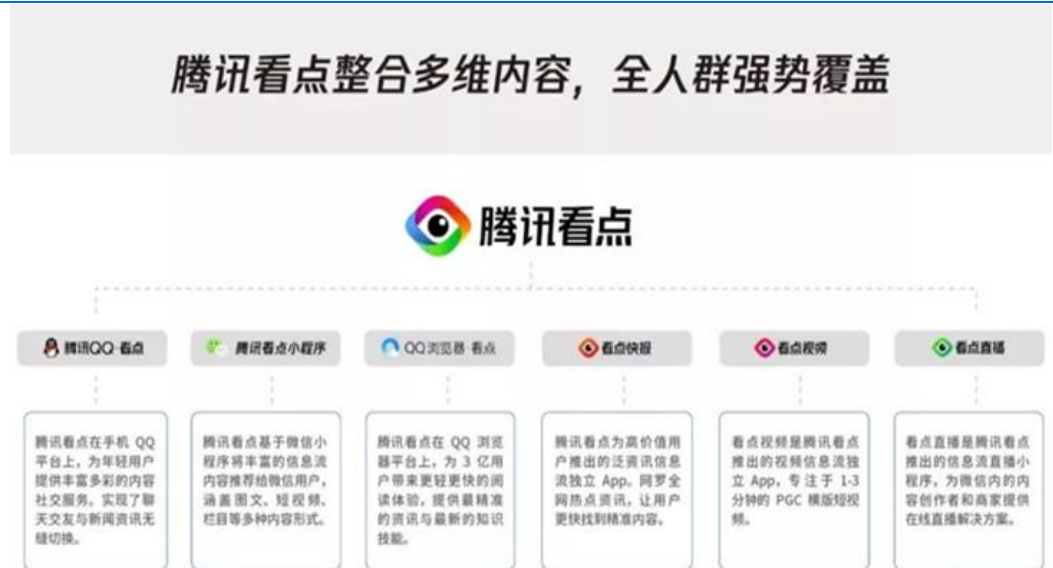 腾讯看点整合多维内容，全人群强势覆盖
腾讯看点
腾讯QQ·看点
腾讯看点小程序
QQ浏览器·看点
看点快报
看点视频
看点直播
腾讯看点在手机 QQ
平台上，为年轻用户
提供丰富多彩的内容
社交服务。实现了聊
天交友与新闻资讯无
缝切换。
腾讯看点基于微信小
程序将丰富的信息流
内容推荐给微信用户，
涵盖图文、短视频、
栏目等多种内容形式。
腾讯看点在 QQ 浏览
器平台上，为 3 亿用
户带来更轻更快的阅
读体验，提供最精准
的资讯与最新的知识
技能。
腾讯看点为高价值用
户推出的泛资讯信息
流独立 App。网罗全
网热点资讯，让用户
更快找到精准内容。
看点视频是腾讯看点
推出的视频信息流独
立 App，专注于 1-3
分钟的 PGC 横版短视
频。
看点直播是腾讯看点
推出的信息流直播小
程序，为微信内的内
容创作者和商家提供
在线直播解决方案。